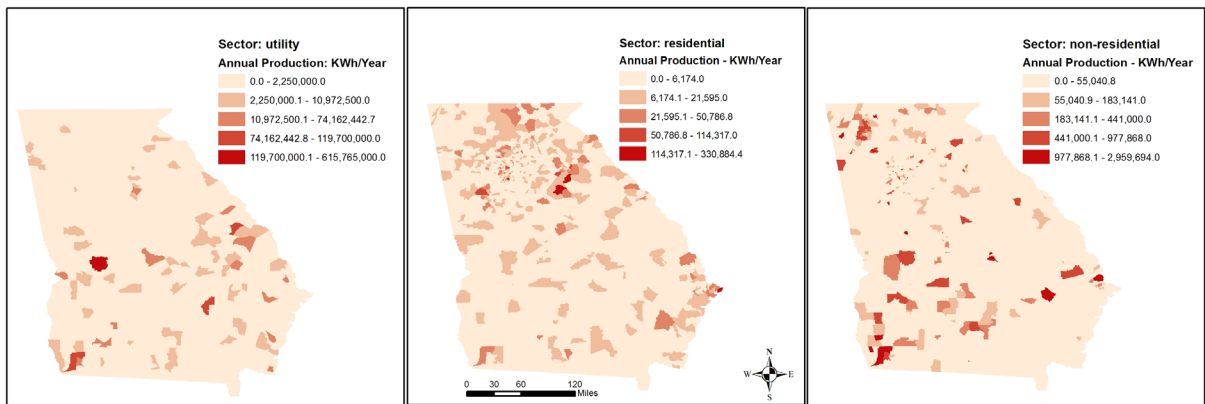 Sector: utility
Annual Production: KWh/Year
0.0 - 2,250,000.0
2,250,000.1 - 10,972,500.0
10,972,500.1 - 74,162,442.7
74,162,442.8 - 119,700,000.0
119,700,000.1 - 615,765,000.0
Sector: residential
Annual Production - KWh/Year
0.0 - 6,174.0
6,174.1 - 21,595.0
21,595.1 - 50,786.8
50,786.8 - 114,317.0
114,317.1 - 330,884.4
N
W E
S
0 30 60 120
Miles
Sector: non-residential
Annual Production - KWh/Year
0.0 - 55,040.8
55,040.9 - 183,141.0
183,141.1 - 441,000.0
441,000.1 - 977,868.0
977,868.1 - 2,959,694.0